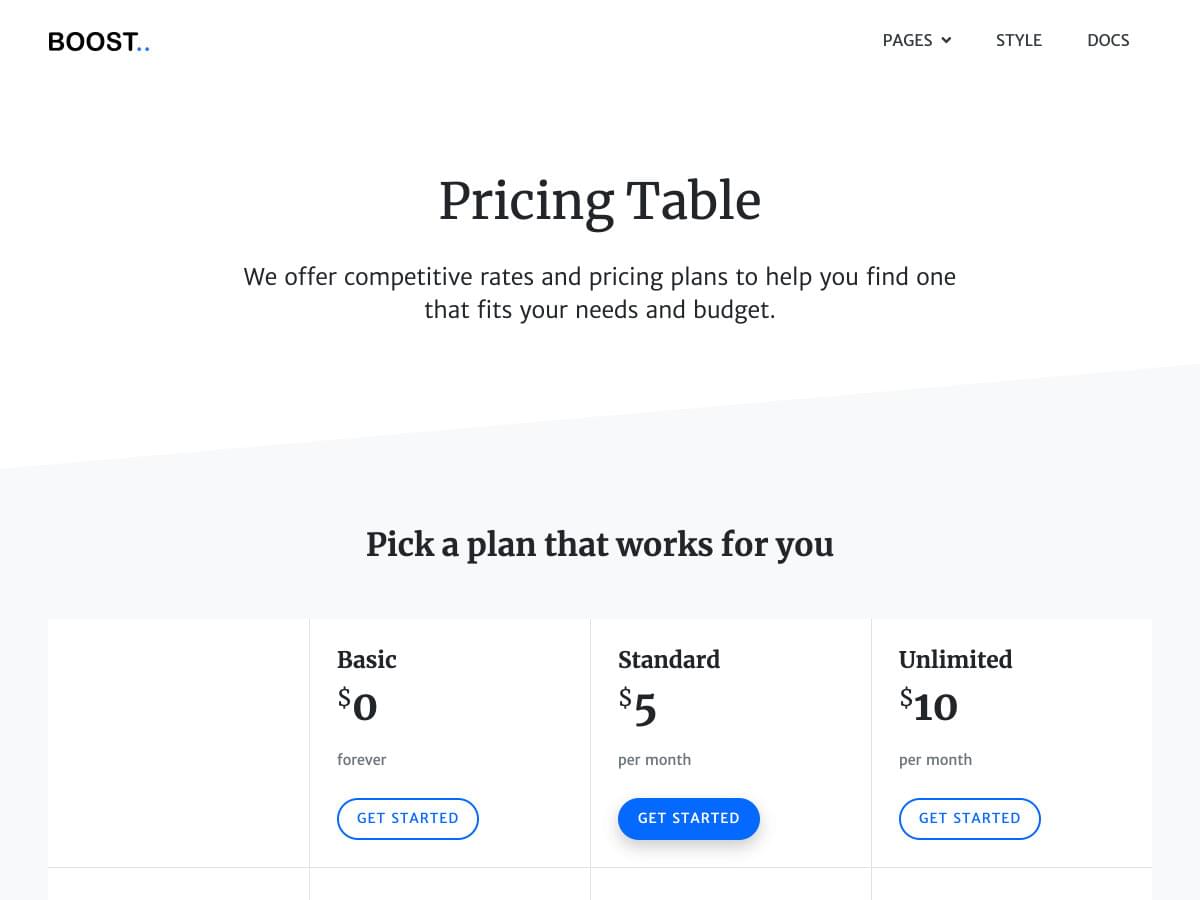 BOOST..
PAGES STYLE DOCS
Pricing Table
We offer competitive rates and pricing plans to help you find one
that fits your needs and budget.
Pick a plan that works for you
Basic
$0
forever
GET STARTED
Standard
$5
per month
GET STARTED
Unlimited
$10
per month
GET STARTED